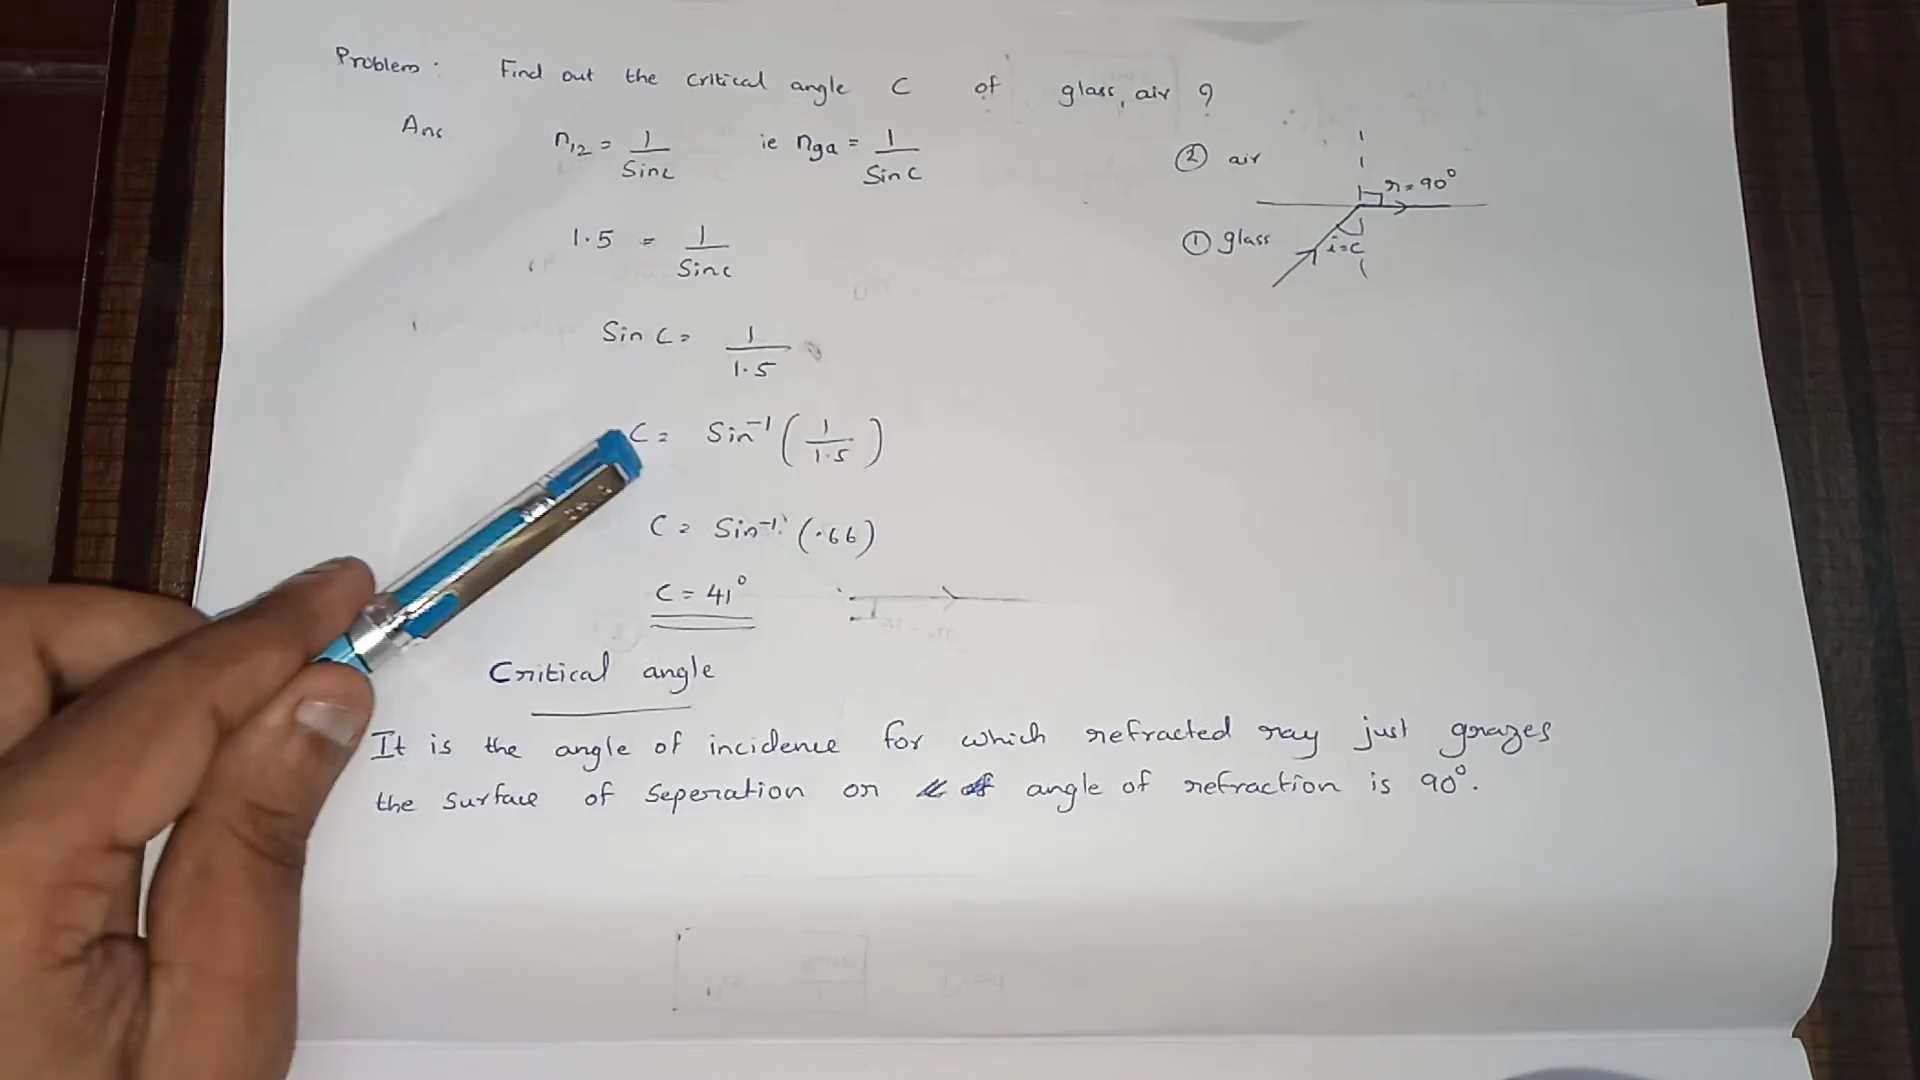 Problem: Find out the critical angle C of glass, air ?
Ans n₁₂ = 1/Sinc ie nga = 1/Sin C
② air
r = 90°
1.5 = 1/Sinc
① glass
i=c
Sin C = 1/1.5
C = Sin⁻¹ (1/1.5)
C = Sin⁻¹ (.66)
C = 41°
Critical angle
It is the angle of incidence for which refracted ray just grazes
the surface of seperation or angle of refraction is 90°.